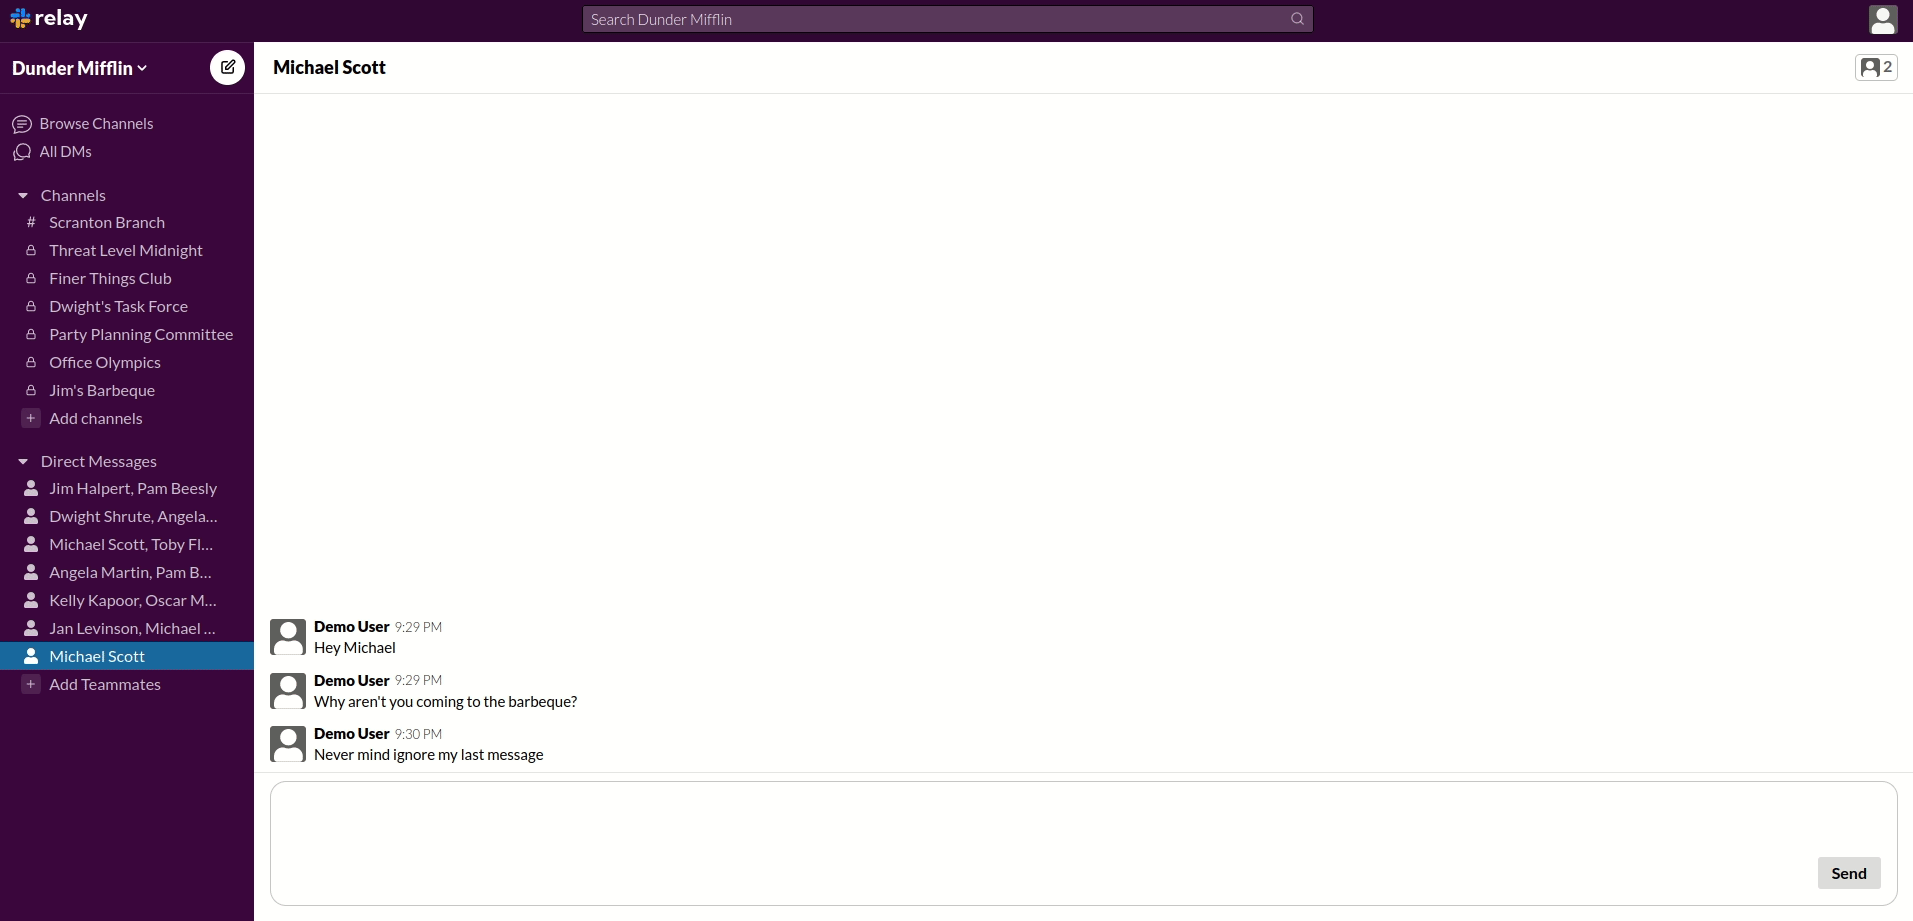 relay
Search Dunder Mifflin
Dunder Mifflin
Michael Scott
2
Browse Channels
All DMs
Channels
# Scranton Branch
Threat Level Midnight
Finer Things Club
Dwight's Task Force
Party Planning Committee
Office Olympics
Jim's Barbeque
+ Add channels
Direct Messages
Jim Halpert, Pam Beesly
Dwight Shrute, Angela...
Michael Scott, Toby Fl...
Angela Martin, Pam B...
Kelly Kapoor, Oscar M...
Jan Levinson, Michael ...
Michael Scott
+ Add Teammates
Demo User 9:29 PM
Hey Michael
Demo User 9:29 PM
Why aren't you coming to the barbeque?
Demo User 9:30 PM
Never mind ignore my last message
Send